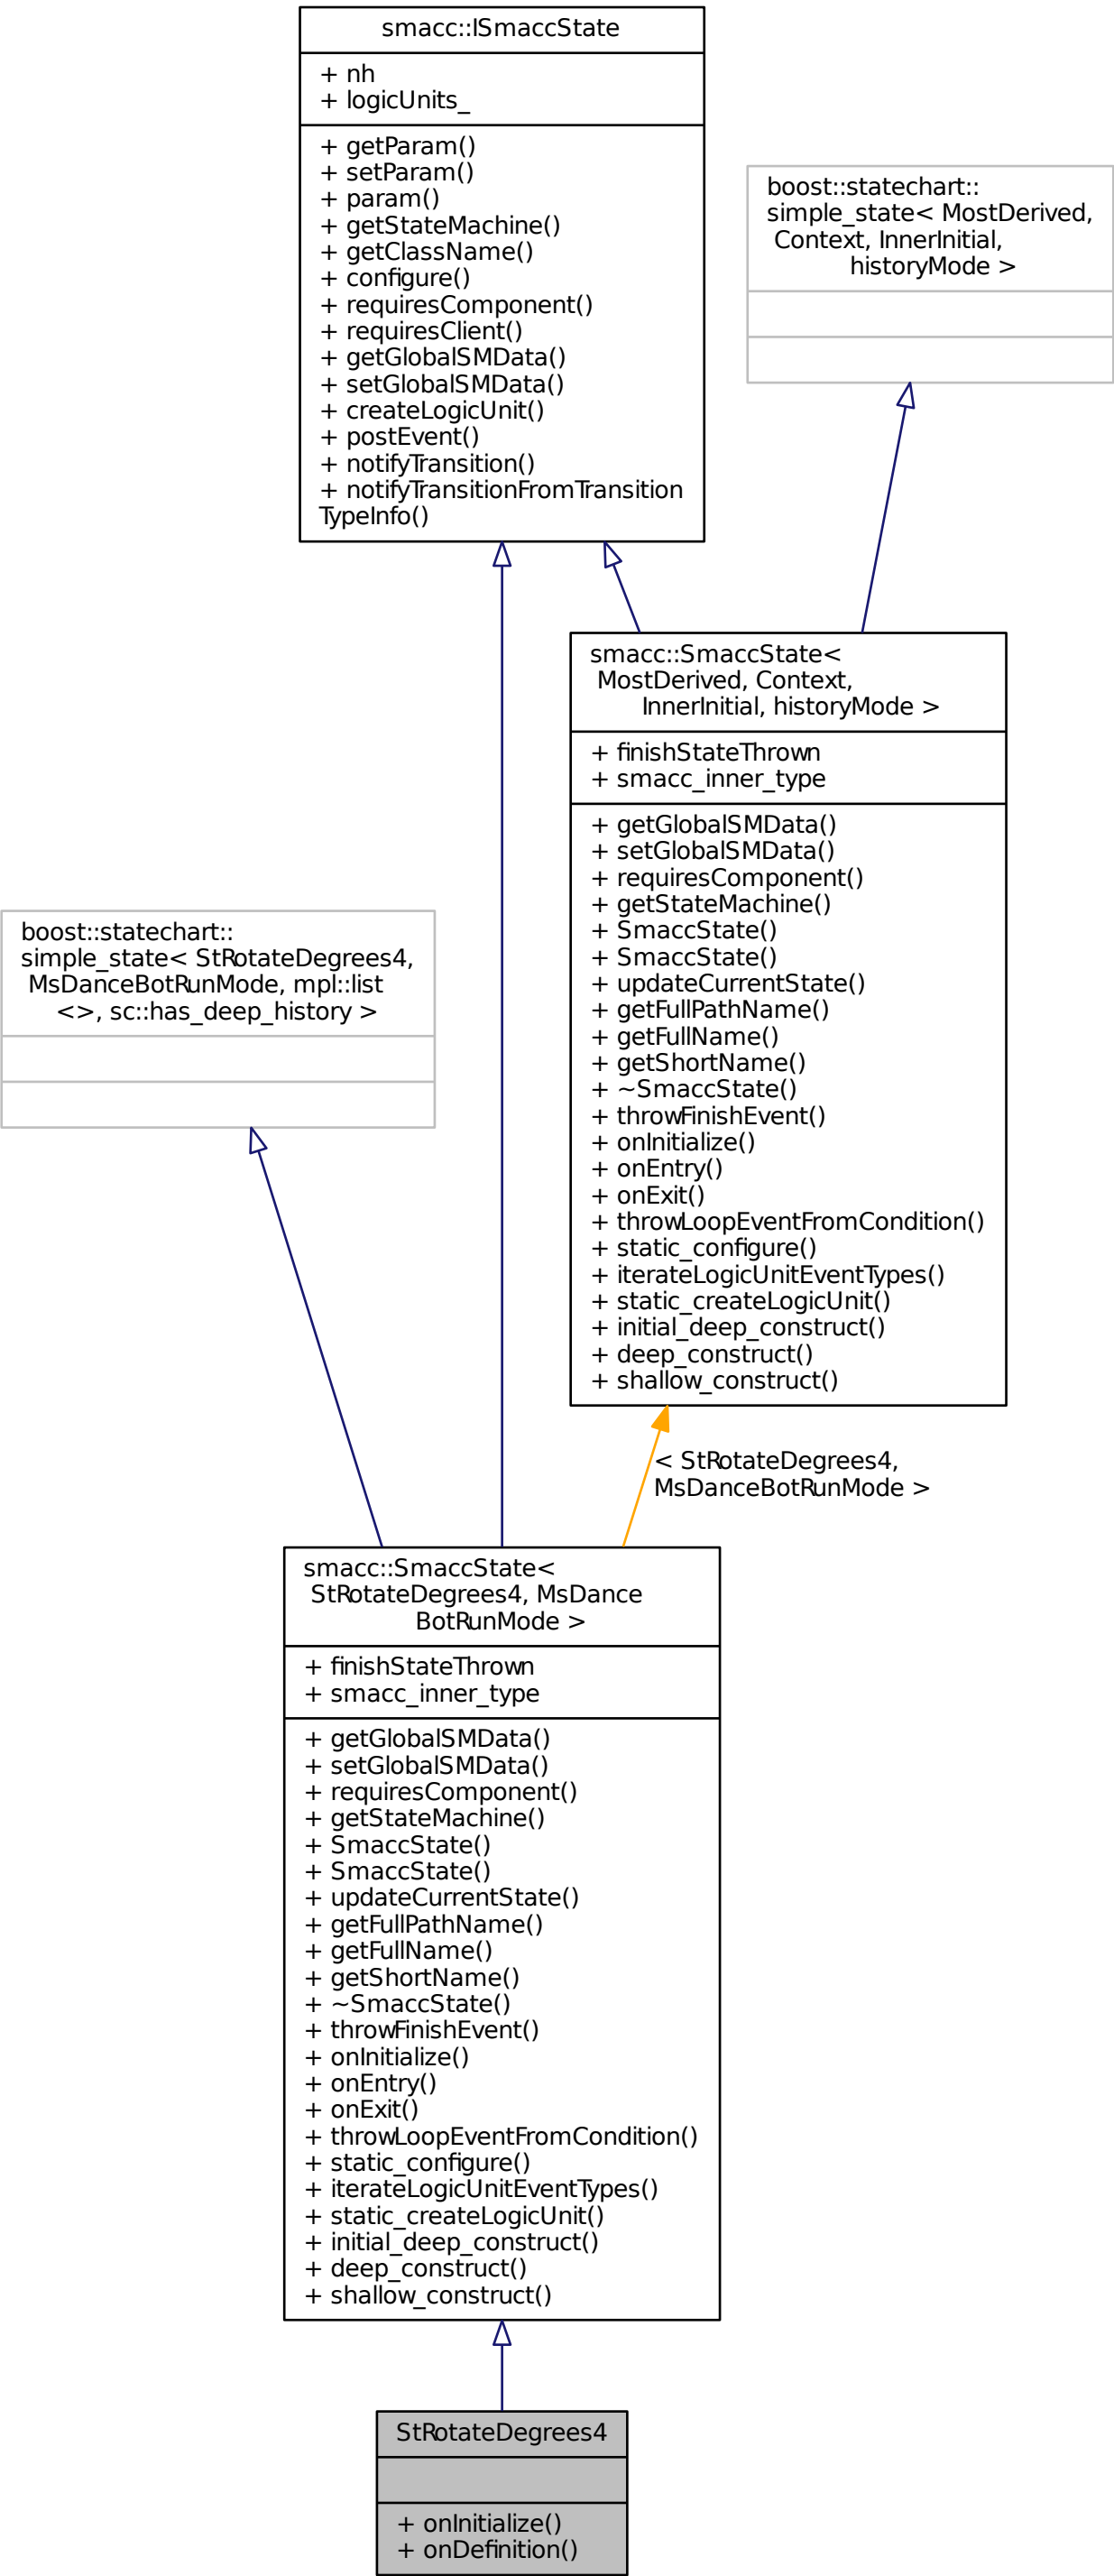 smacc::ISmaccState
+ nh
+ logicUnits_
+ getParam()
+ setParam()
+ param()
+ getStateMachine()
+ getClassName()
+ configure()
+ requiresComponent()
+ requiresClient()
+ getGlobalSMData()
+ setGlobalSMData()
+ createLogicUnit()
+ postEvent()
+ notifyTransition()
+ notifyTransitionFromTransition
TypeInfo()
boost::statechart::
simple_state< MostDerived,
Context, InnerInitial,
historyMode >
smacc::SmaccState<
MostDerived, Context,
InnerInitial, historyMode >
+ finishStateThrown
+ smacc_inner_type
+ getGlobalSMData()
+ setGlobalSMData()
+ requiresComponent()
+ getStateMachine()
+ SmaccState()
+ SmaccState()
+ updateCurrentState()
+ getFullPathName()
+ getFullName()
+ getShortName()
+ ~SmaccState()
+ throwFinishEvent()
+ onInitialize()
+ onEntry()
+ onExit()
+ throwLoopEventFromCondition()
+ static_configure()
+ iterateLogicUnitEventTypes()
+ static_createLogicUnit()
+ initial_deep_construct()
+ deep_construct()
+ shallow_construct()
boost::statechart::
simple_state< StRotateDegrees4,
MsDanceBotRunMode, mpl::list
<>, sc::has_deep_history >
< StRotateDegrees4,
MsDanceBotRunMode >
smacc::SmaccState<
StRotateDegrees4, MsDance
BotRunMode >
+ finishStateThrown
+ smacc_inner_type
+ getGlobalSMData()
+ setGlobalSMData()
+ requiresComponent()
+ getStateMachine()
+ SmaccState()
+ SmaccState()
+ updateCurrentState()
+ getFullPathName()
+ getFullName()
+ getShortName()
+ ~SmaccState()
+ throwFinishEvent()
+ onInitialize()
+ onEntry()
+ onExit()
+ throwLoopEventFromCondition()
+ static_configure()
+ iterateLogicUnitEventTypes()
+ static_createLogicUnit()
+ initial_deep_construct()
+ deep_construct()
+ shallow_construct()
StRotateDegrees4
+ onInitialize()
+ onDefinition()